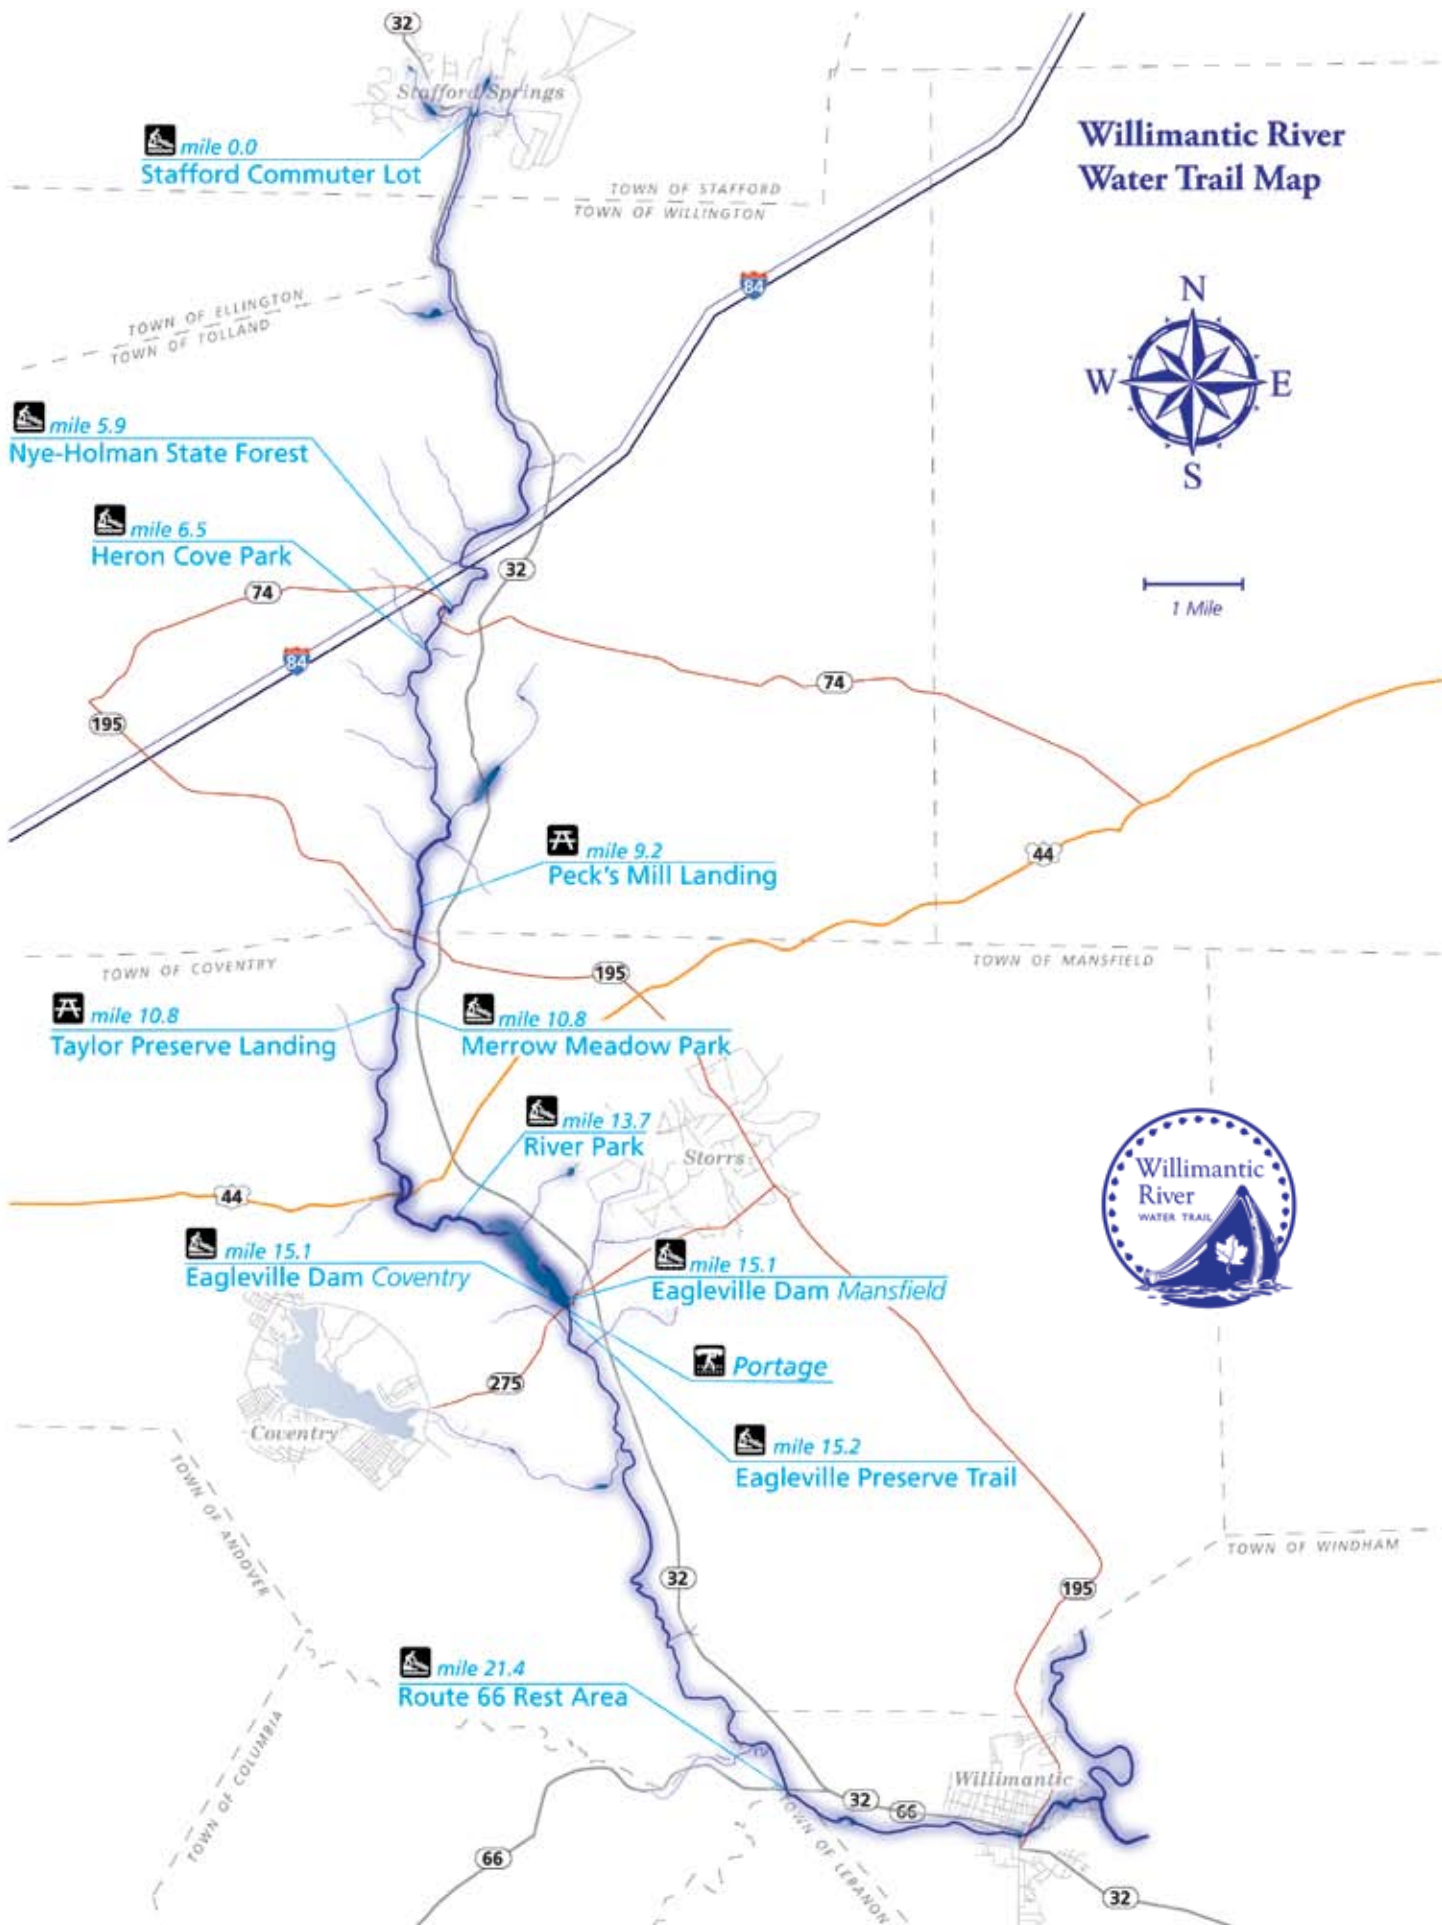 32
Stafford Springs
mile 0.0
Stafford Commuter Lot
Willimantic River
Water Trail Map
TOWN OF STAFFORD
TOWN OF WILLINGTON
84
N
W
E
S
TOWN OF ELLINGTON
TOWN OF TOLLAND
mile 5.9
Nye-Holman State Forest
mile 6.5
Heron Cove Park
32
74
1 Mile
84
74
195
mile 9.2
Peck's Mill Landing
44
TOWN OF COVENTRY
TOWN OF MANSFIELD
195
mile 10.8
Taylor Preserve Landing
mile 10.8
Merrow Meadow Park
mile 13.7
River Park
Storrs
Willimantic
River
WATER TRAIL
44
mile 15.1
Eagleville Dam Coventry
mile 15.1
Eagleville Dam Mansfield
Portage
275
Coventry
mile 15.2
Eagleville Preserve Trail
TOWN OF ANDOVER
TOWN OF WINDHAM
32
195
mile 21.4
Route 66 Rest Area
TOWN OF COLUMBIA
Willimantic
32
66
TOWN OF LEBANON
66
32